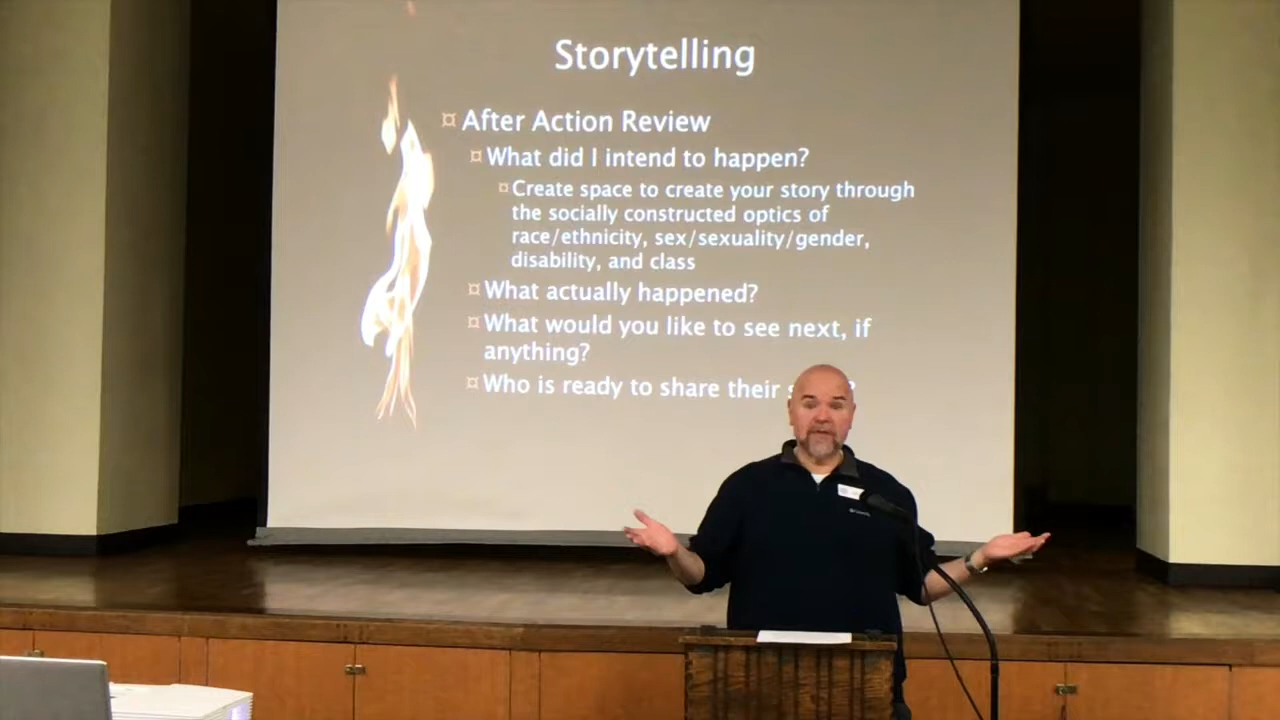 Storytelling
¤ After Action Review
¤ What did I intend to happen?
¤ Create space to create your story through
the socially constructed optics of
race/ethnicity, sex/sexuality/gender,
disability, and class
¤ What actually happened?
¤ What would you like to see next, if
anything?
¤ Who is ready to share their